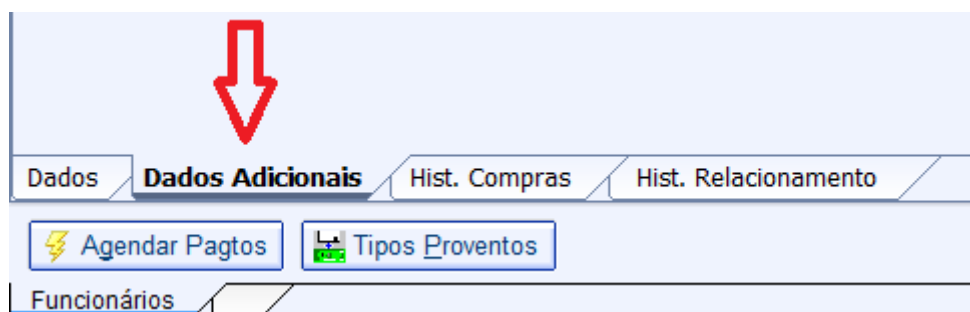 Dados Dados Adicionais Hist. Compras Hist. Relacionamento
Agendar Pagtos Tipos Proventos
Funcionários